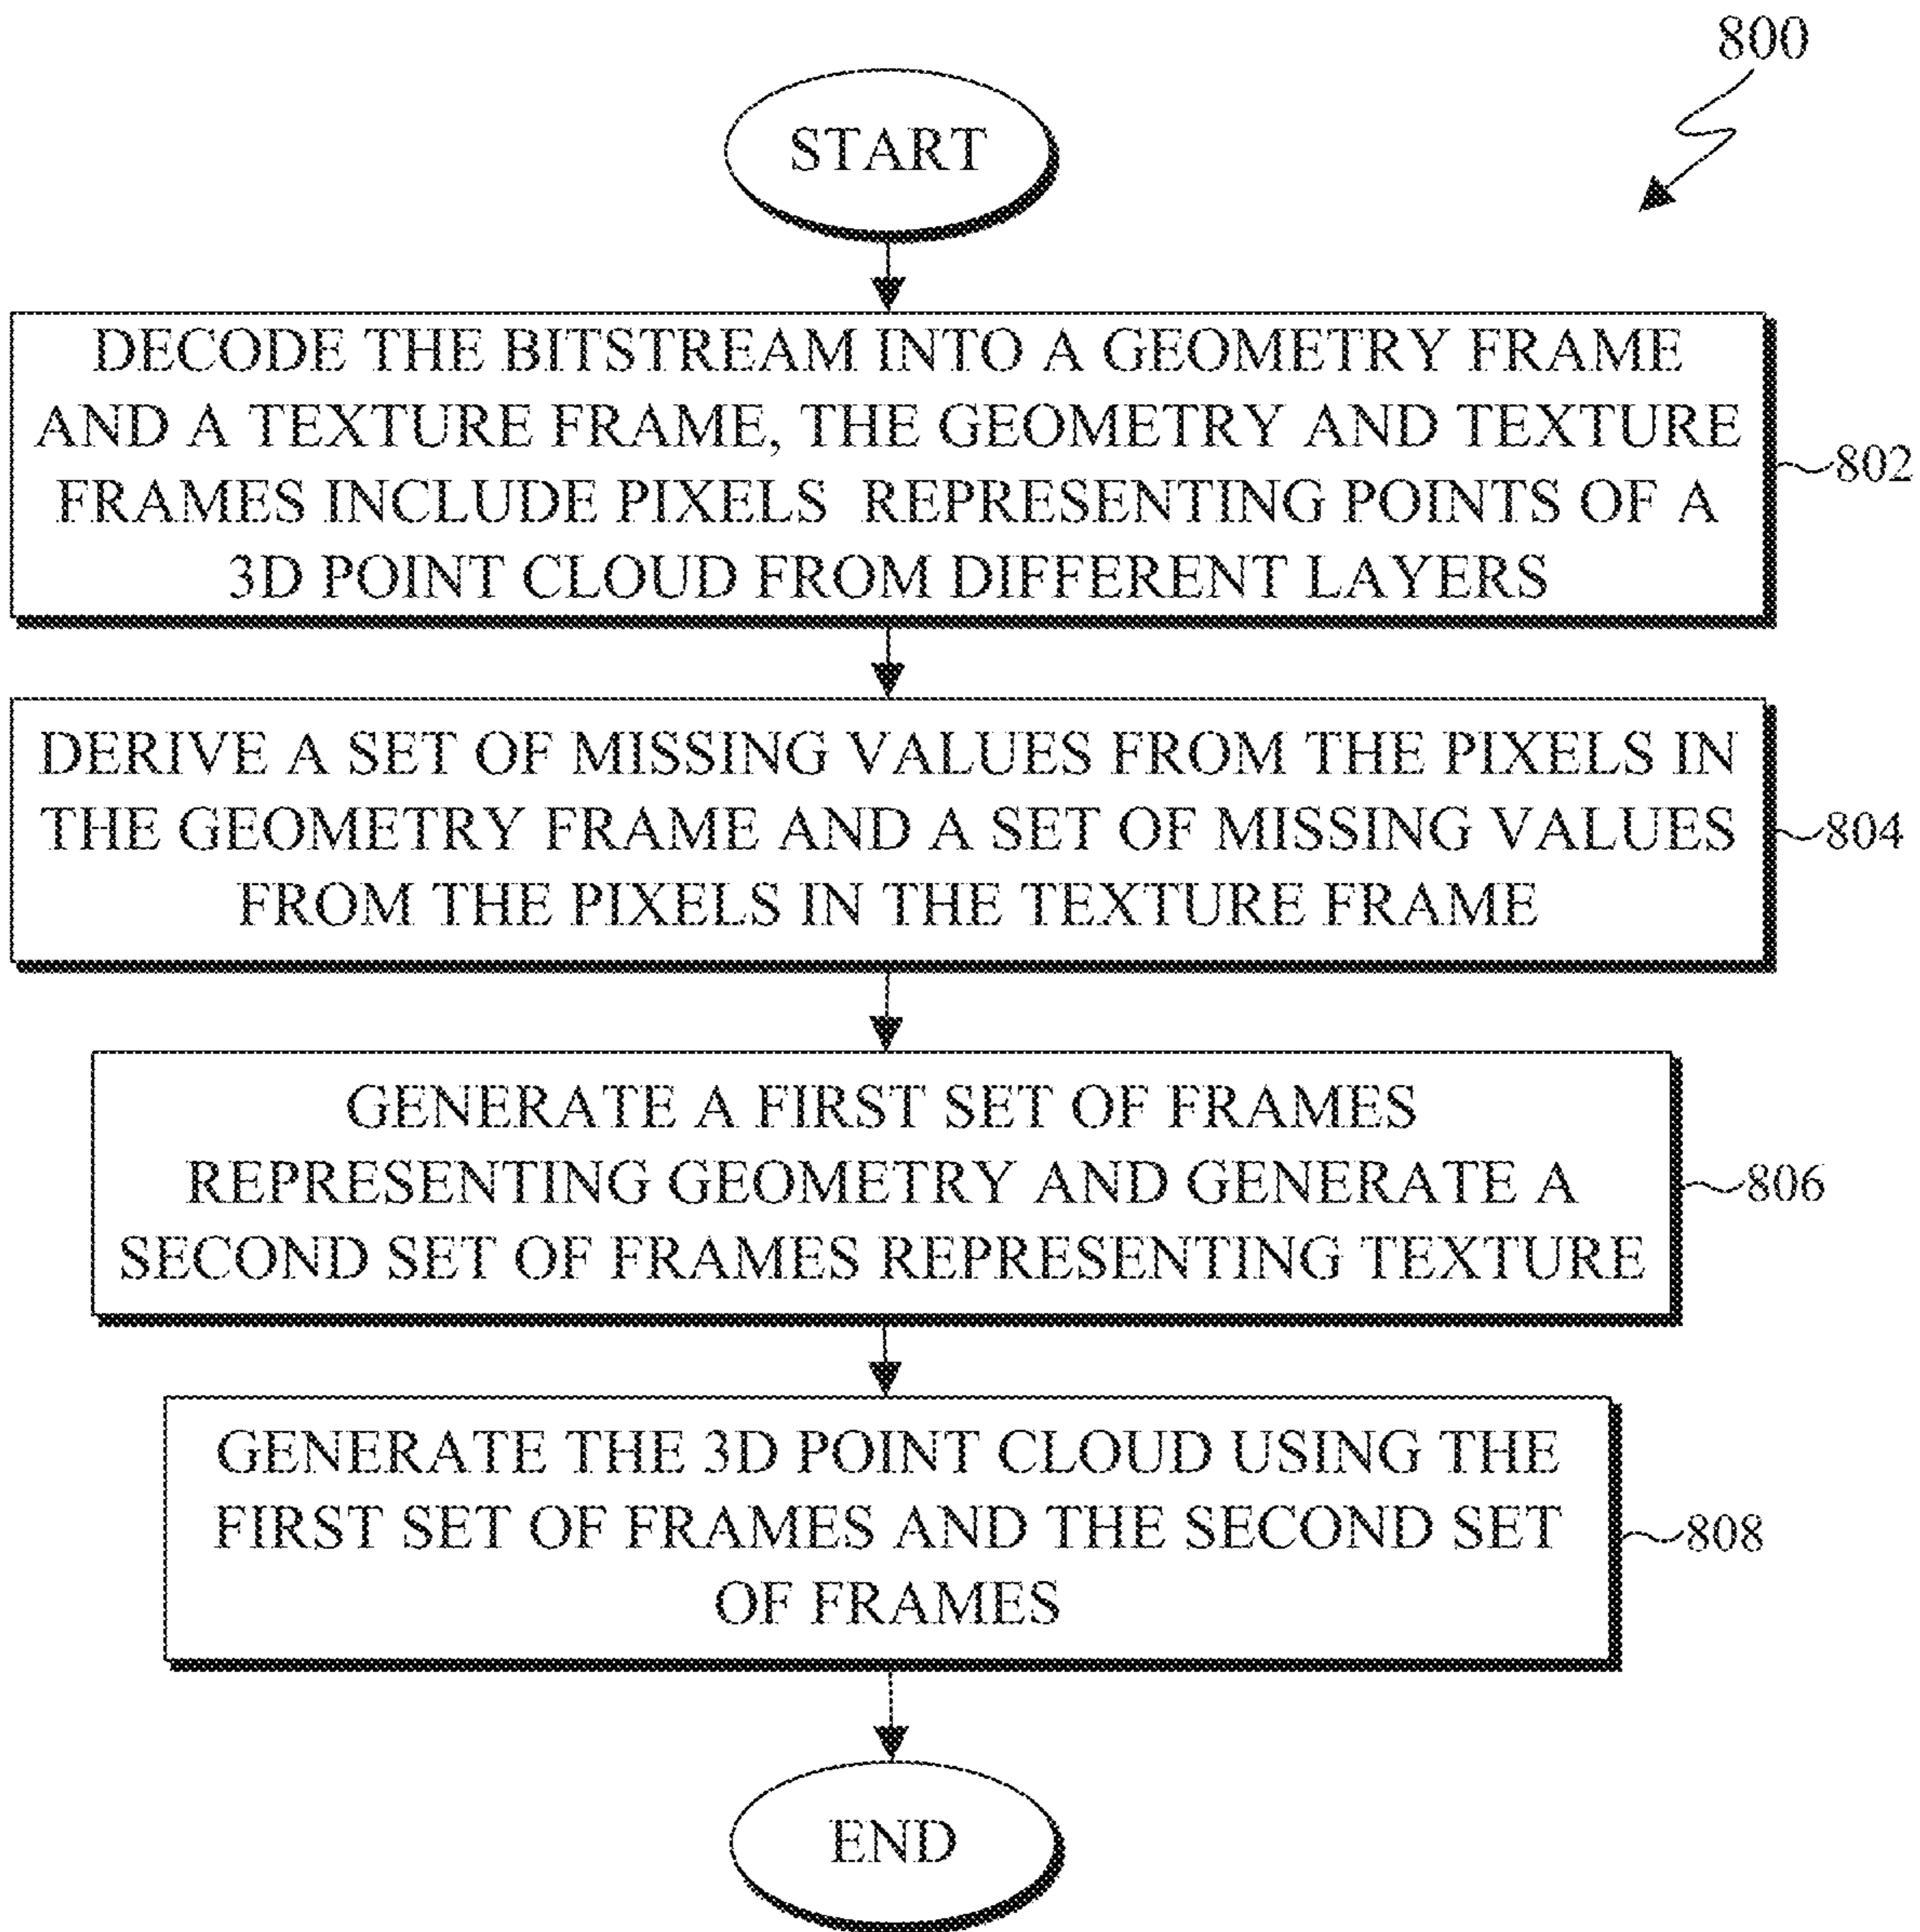 800
START
DECODE THE BITSTREAM INTO A GEOMETRY FRAME
AND A TEXTURE FRAME, THE GEOMETRY AND TEXTURE
FRAMES INCLUDE PIXELS REPRESENTING POINTS OF A
3D POINT CLOUD FROM DIFFERENT LAYERS
802
DERIVE A SET OF MISSING VALUES FROM THE PIXELS IN
THE GEOMETRY FRAME AND A SET OF MISSING VALUES
FROM THE PIXELS IN THE TEXTURE FRAME
804
GENERATE A FIRST SET OF FRAMES
REPRESENTING GEOMETRY AND GENERATE A
SECOND SET OF FRAMES REPRESENTING TEXTURE
806
GENERATE THE 3D POINT CLOUD USING THE
FIRST SET OF FRAMES AND THE SECOND SET
OF FRAMES
808
END